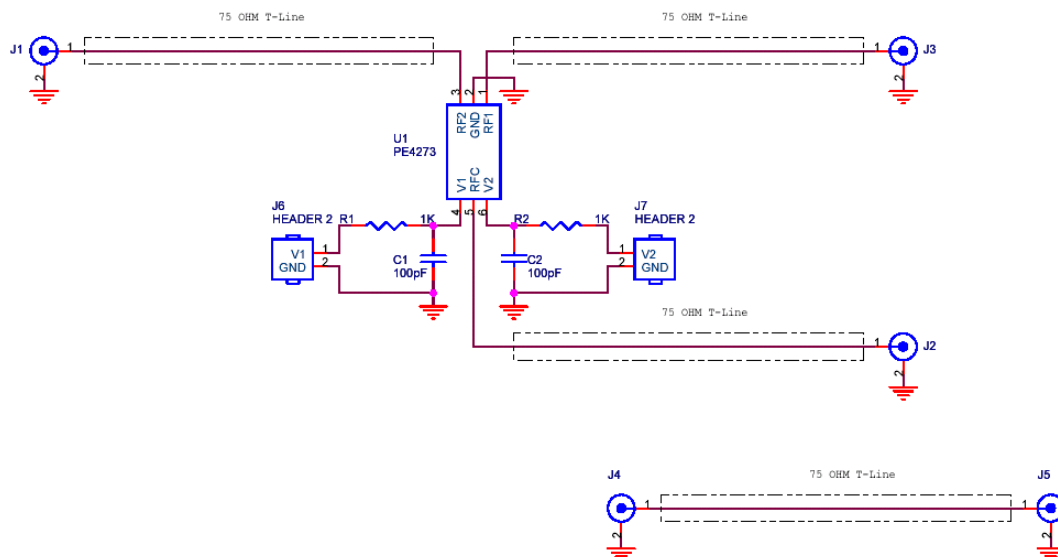 75 OHM T-Line
75 OHM T-Line
J1
1
2
1
J3
2
3
2
1
RF2
GND
RF1
U1
PE4273
V1
RFC
V2
4
5
6
J6
HEADER 2
R1
1K
R2
1K
J7
HEADER 2
V1
GND
1
2
C1
100pF
C2
100pF
1
2
V2
GND
75 OHM T-Line
1
J2
2
J4
75 OHM T-Line
J5
1
1
2
2